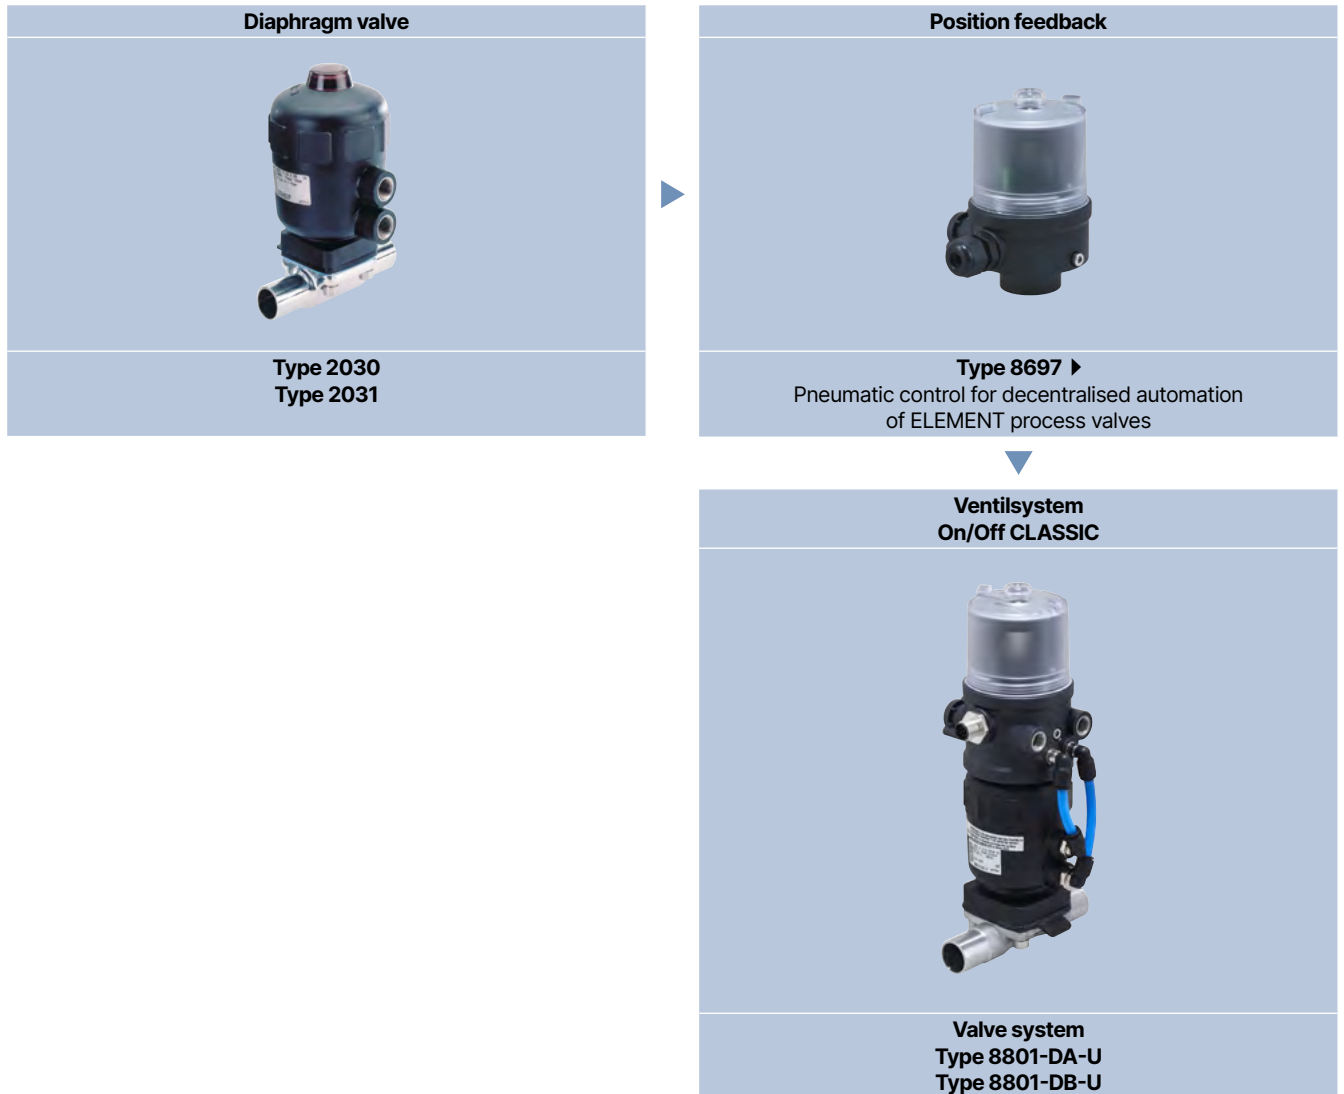 Diaphragm valve
Type 2030
Type 2031
Position feedback
Type 8697
Pneumatic control for decentralised automation
of ELEMENT process valves
Ventilsystem
On/Off CLASSIC
Valve system
Type 8801-DA-U
Type 8801-DB-U